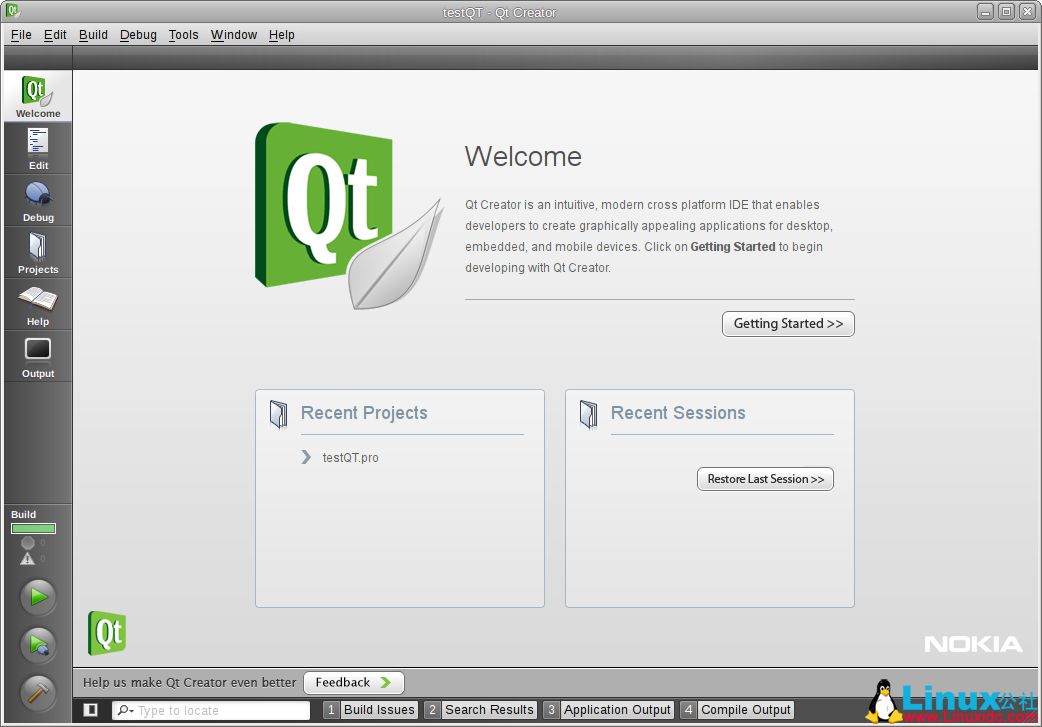 testQT - Qt Creator
File Edit Build Debug Tools Window Help
Qt
Welcome
Edit
Debug
Projects
Help
Output
Build
0
0
Qt
Welcome
Qt Creator is an intuitive, modern cross platform IDE that enables
developers to create graphically appealing applications for desktop,
embedded, and mobile devices. Click on Getting Started to begin
developing with Qt Creator.
Getting Started >>
Recent Projects
testQT.pro
Recent Sessions
Restore Last Session >>
Qt
NOKIA
Help us make Qt Creator even better
Feedback
Type to locate
1 Build Issues
2 Search Results
3 Application Output
4 Compile Output
Linux公社
www.Linuxidc.com